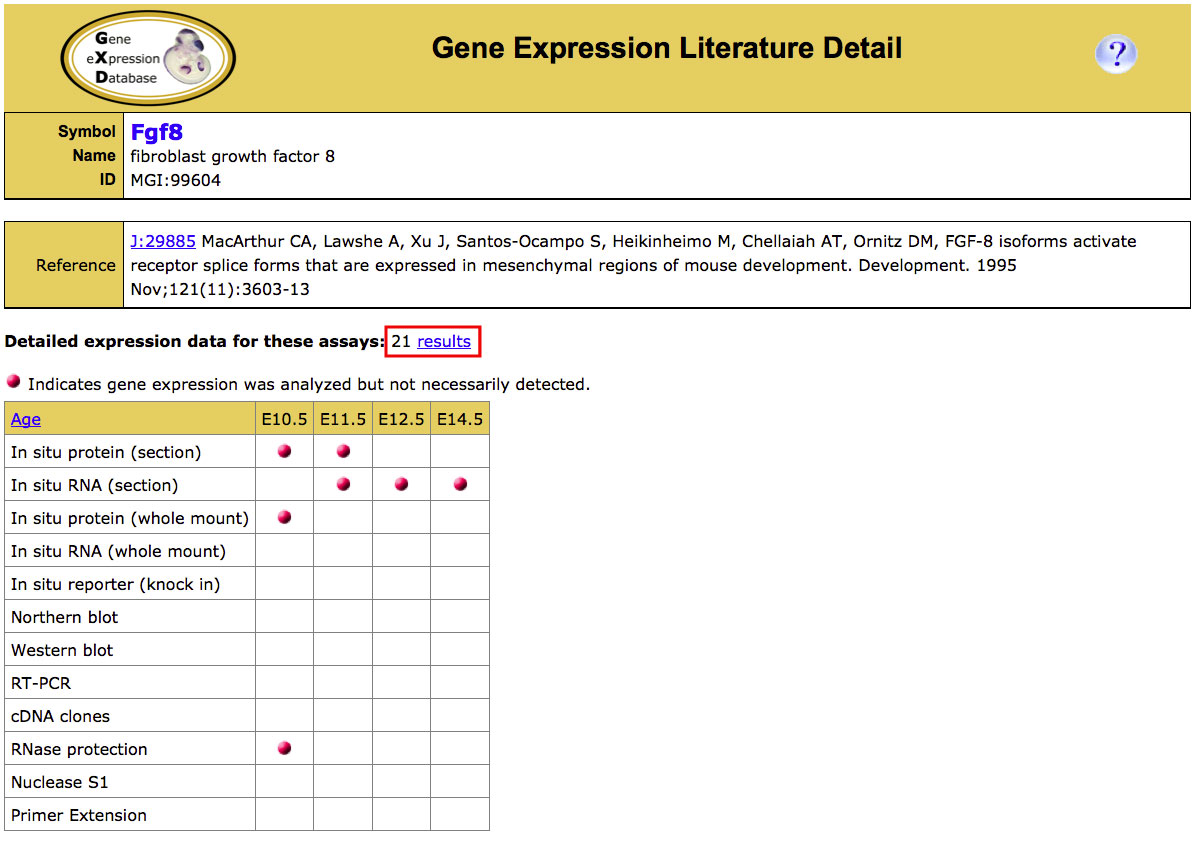 Gene
eXpression
Database
Gene Expression Literature Detail
?
Symbol Fgf8
Name fibroblast growth factor 8
ID MGI:99604
J:29885 MacArthur CA, Lawshe A, Xu J, Santos-Ocampo S, Heikinheimo M, Chellaiah AT, Ornitz DM, FGF-8 isoforms activate
Reference receptor splice forms that are expressed in mesenchymal regions of mouse development. Development. 1995
Nov;121(11):3603-13
Detailed expression data for these assays: 21 results
Indicates gene expression was analyzed but not necessarily detected.
Age E10.5 E11.5 E12.5 E14.5
In situ protein (section)
In situ RNA (section)
In situ protein (whole mount)
In situ RNA (whole mount)
In situ reporter (knock in)
Northern blot
Western blot
RT-PCR
cDNA clones
RNase protection
Nuclease S1
Primer Extension